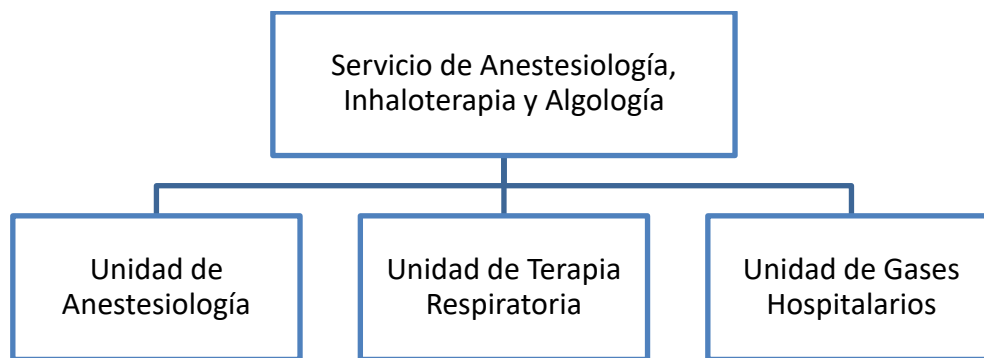 Servicio de Anestesiología,
Inhaloterapia y Algología
Unidad de
Anestesiología
Unidad de Terapia
Respiratoria
Unidad de Gases
Hospitalarios